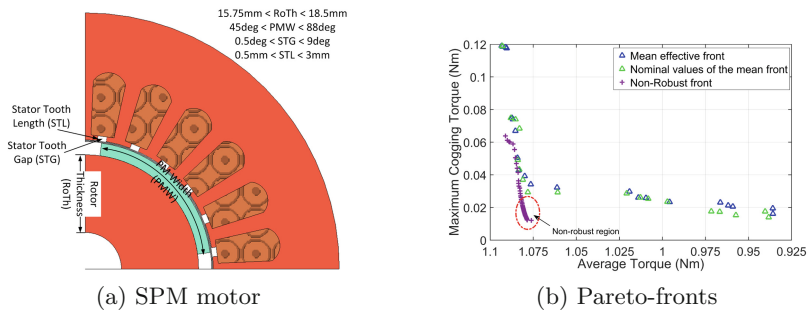 15.75mm < RoTh < 18.5mm
45deg < PMW < 88deg
0.5deg < STG < 9deg
0.5mm < STL < 3mm
Stator Tooth
Length (STL)
Stator Tooth
Gap (STG)
Rotor
Thickness
(RoTh)
PM Width
(PMW)
(a) SPM motor
Maximum Cogging Torque (Nm)
0.12
0.1
0.08
0.06
0.04
0.02
0
Mean effective front
Nominal values of the mean front
Non-Robust front
Non-robust region
1.1
1.075
1.05
1.025
1
0.975
0.95
0.925
Average Torque (Nm)
(b) Pareto-fronts